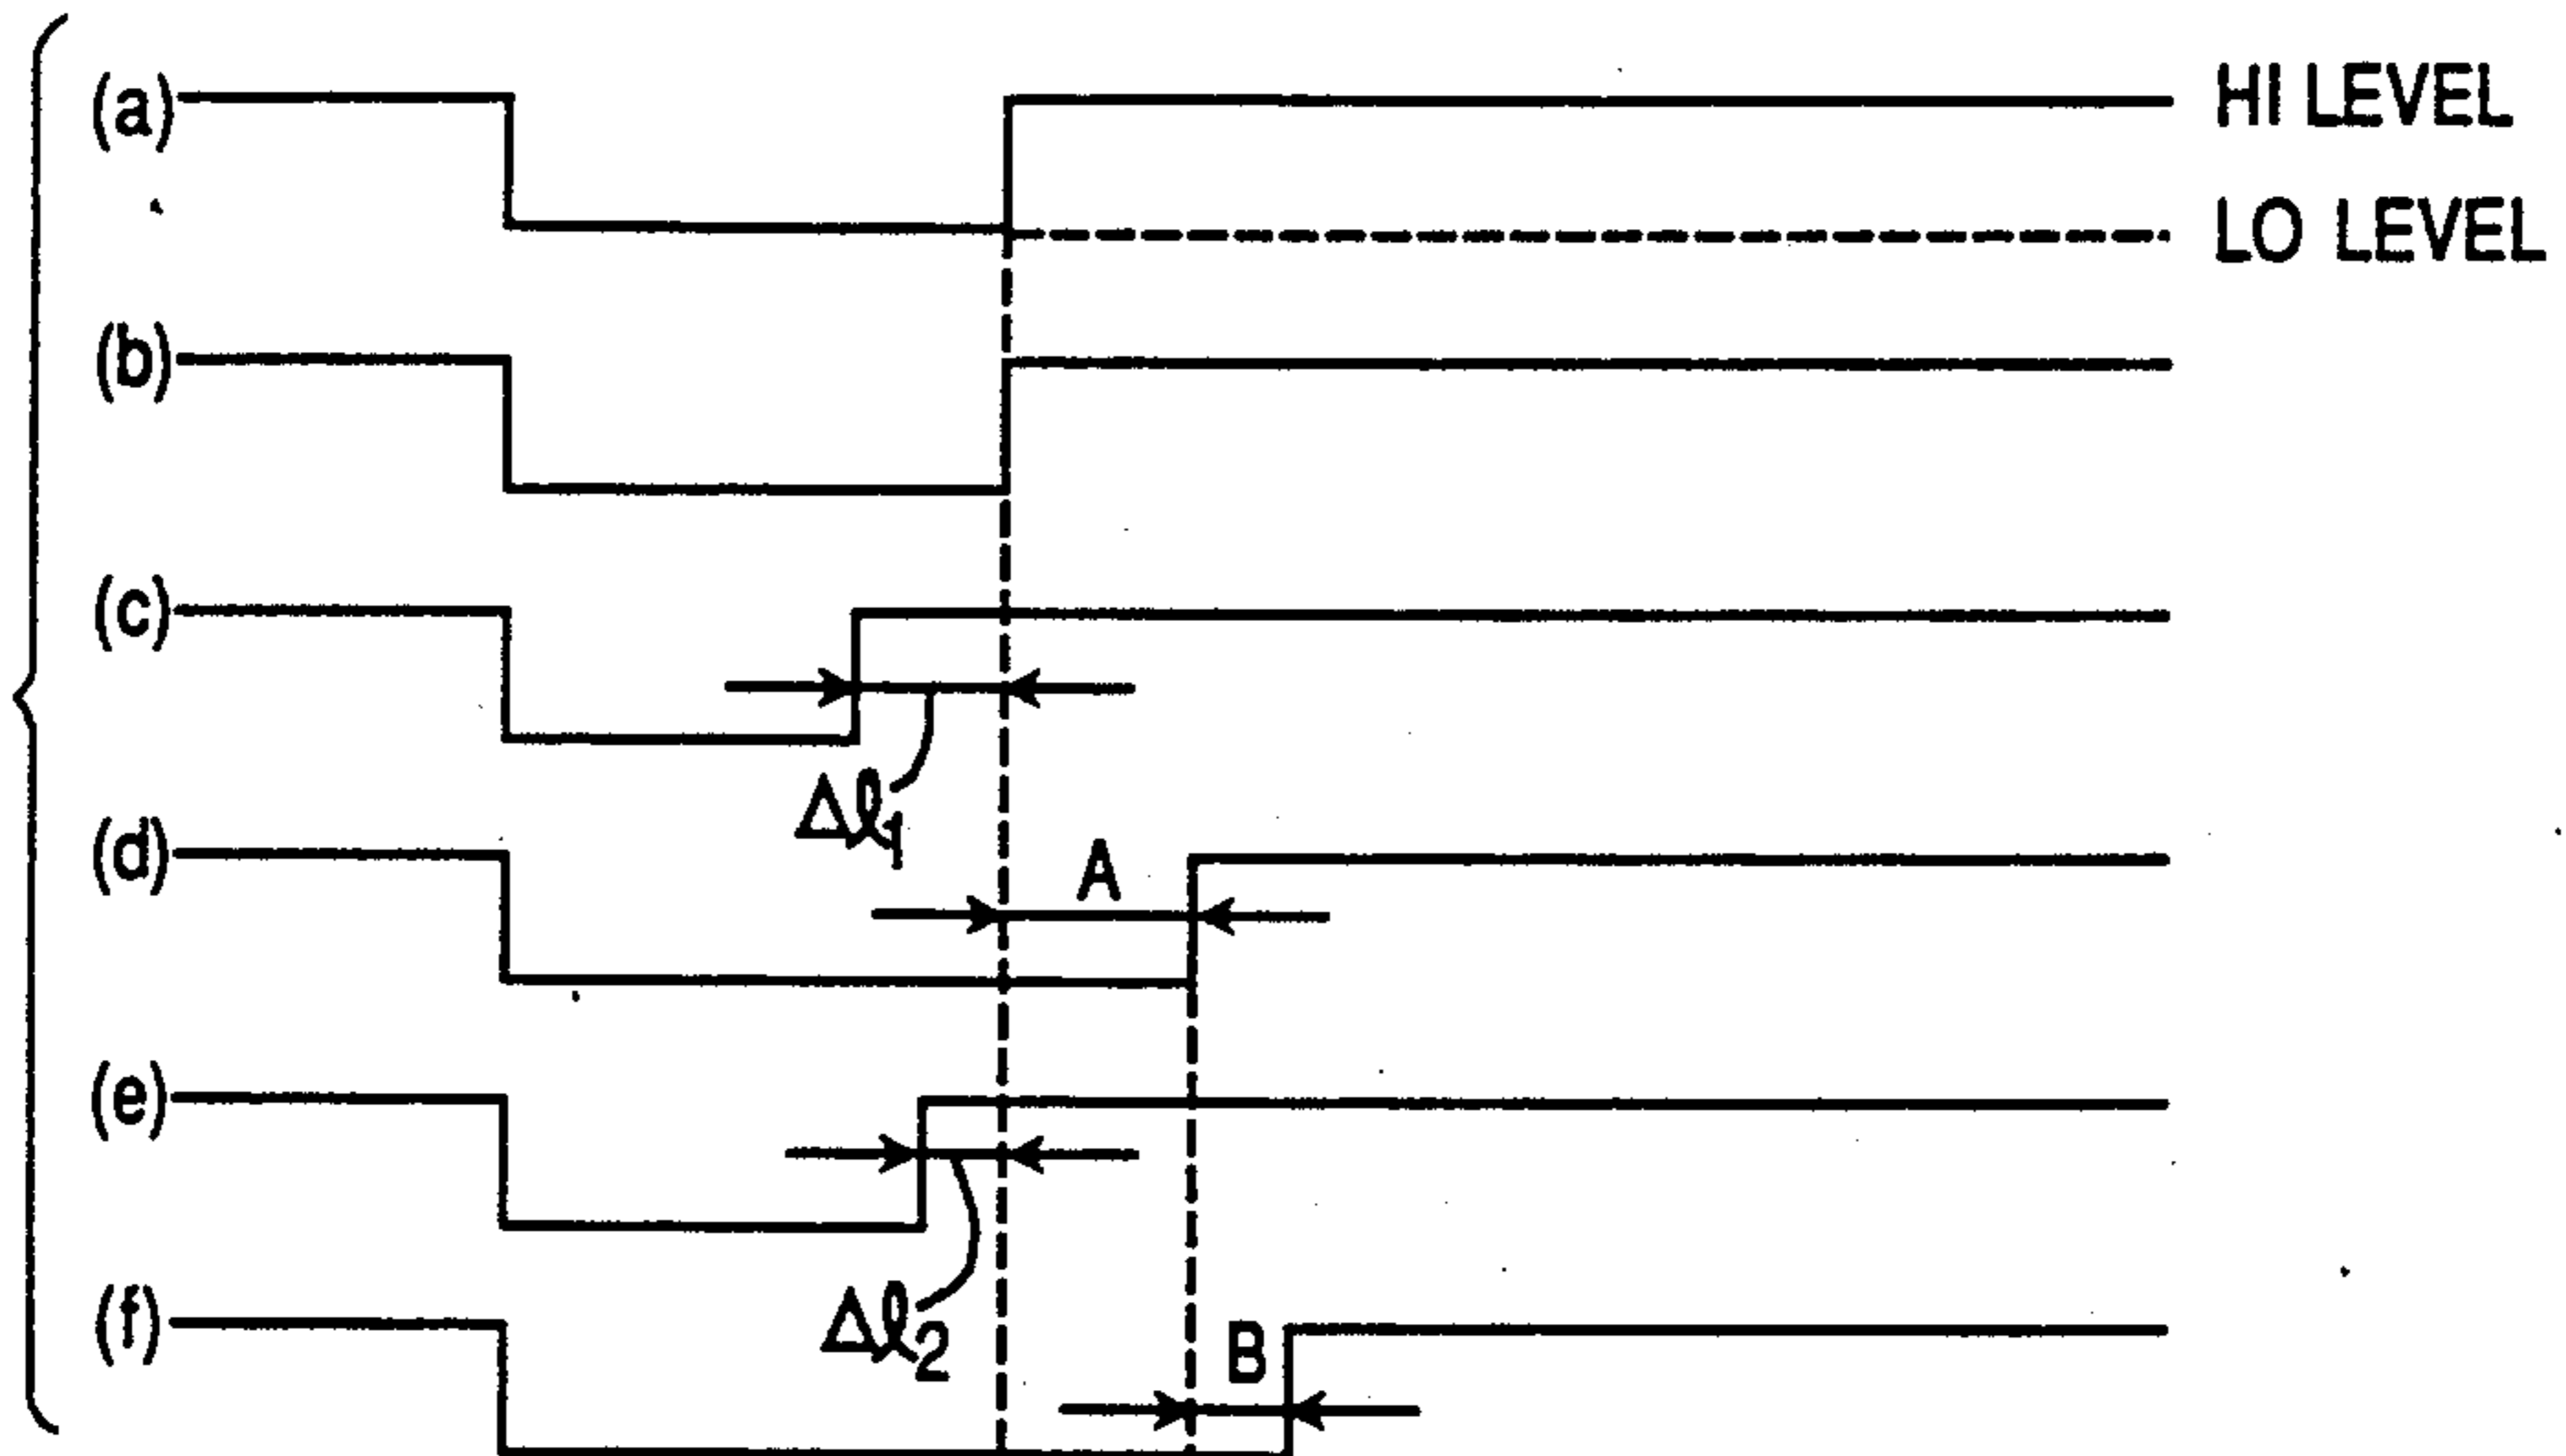 (a) HI LEVEL
LO LEVEL
(b)
(c)
Δℓ1
(d) A
(e)
Δℓ2
(f) B